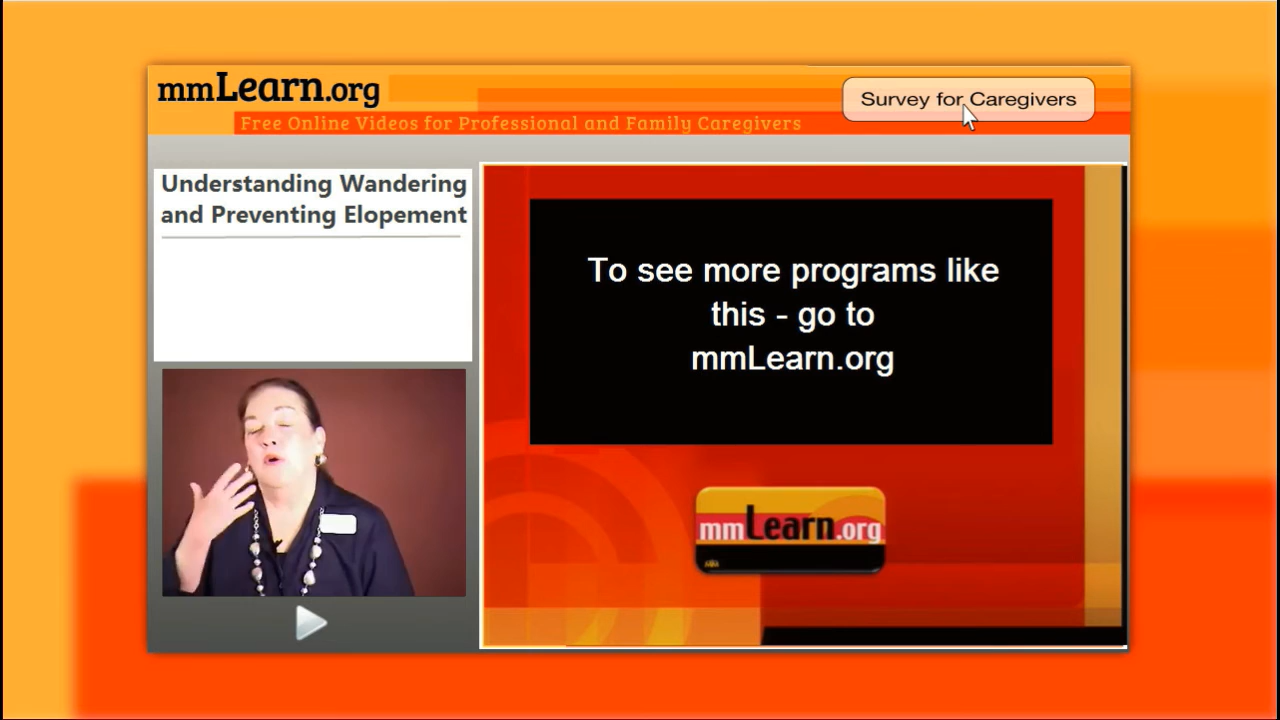 mmLearn.org
Survey for Caregivers
Free Online Videos for Professional and Family Caregivers
Understanding Wandering
and Preventing Elopement
To see more programs like
this - go to
mmLearn.org
mmLearn.org